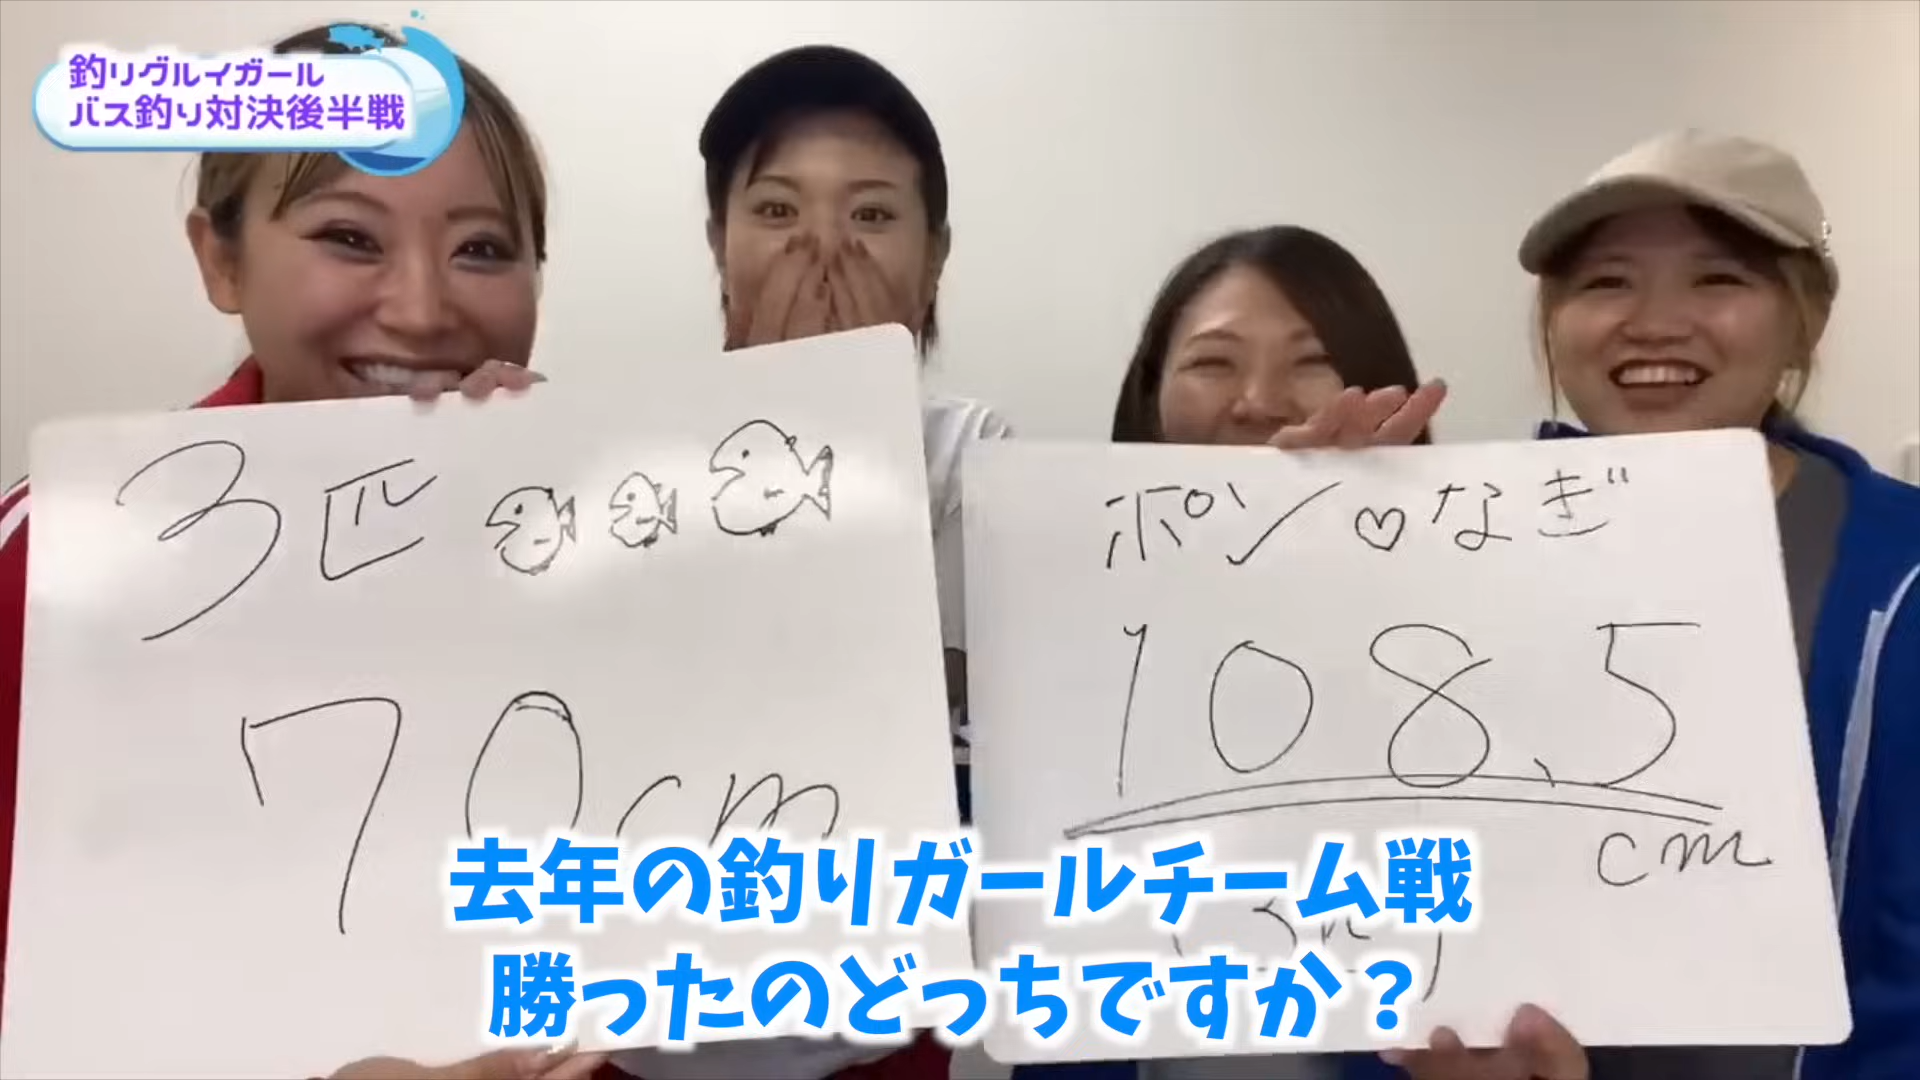 釣りグルイガール
バス釣り対決後半戦
3匹
70cm
ポン♡なぎ
108.5
cm
去年の釣りガールチーム戦
勝ったのどっちですか？